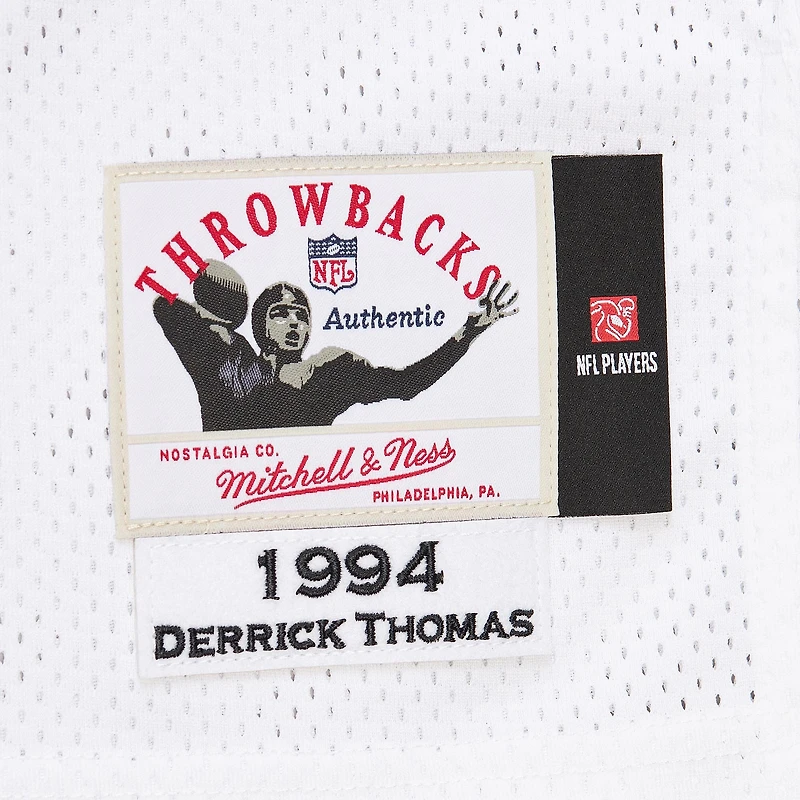 THROWBACKS
NFL
Authentic
NFL PLAYERS
NOSTALGIA CO.
Mitchell & Ness
PHILADELPHIA, PA.
1994
DERRICK THOMAS